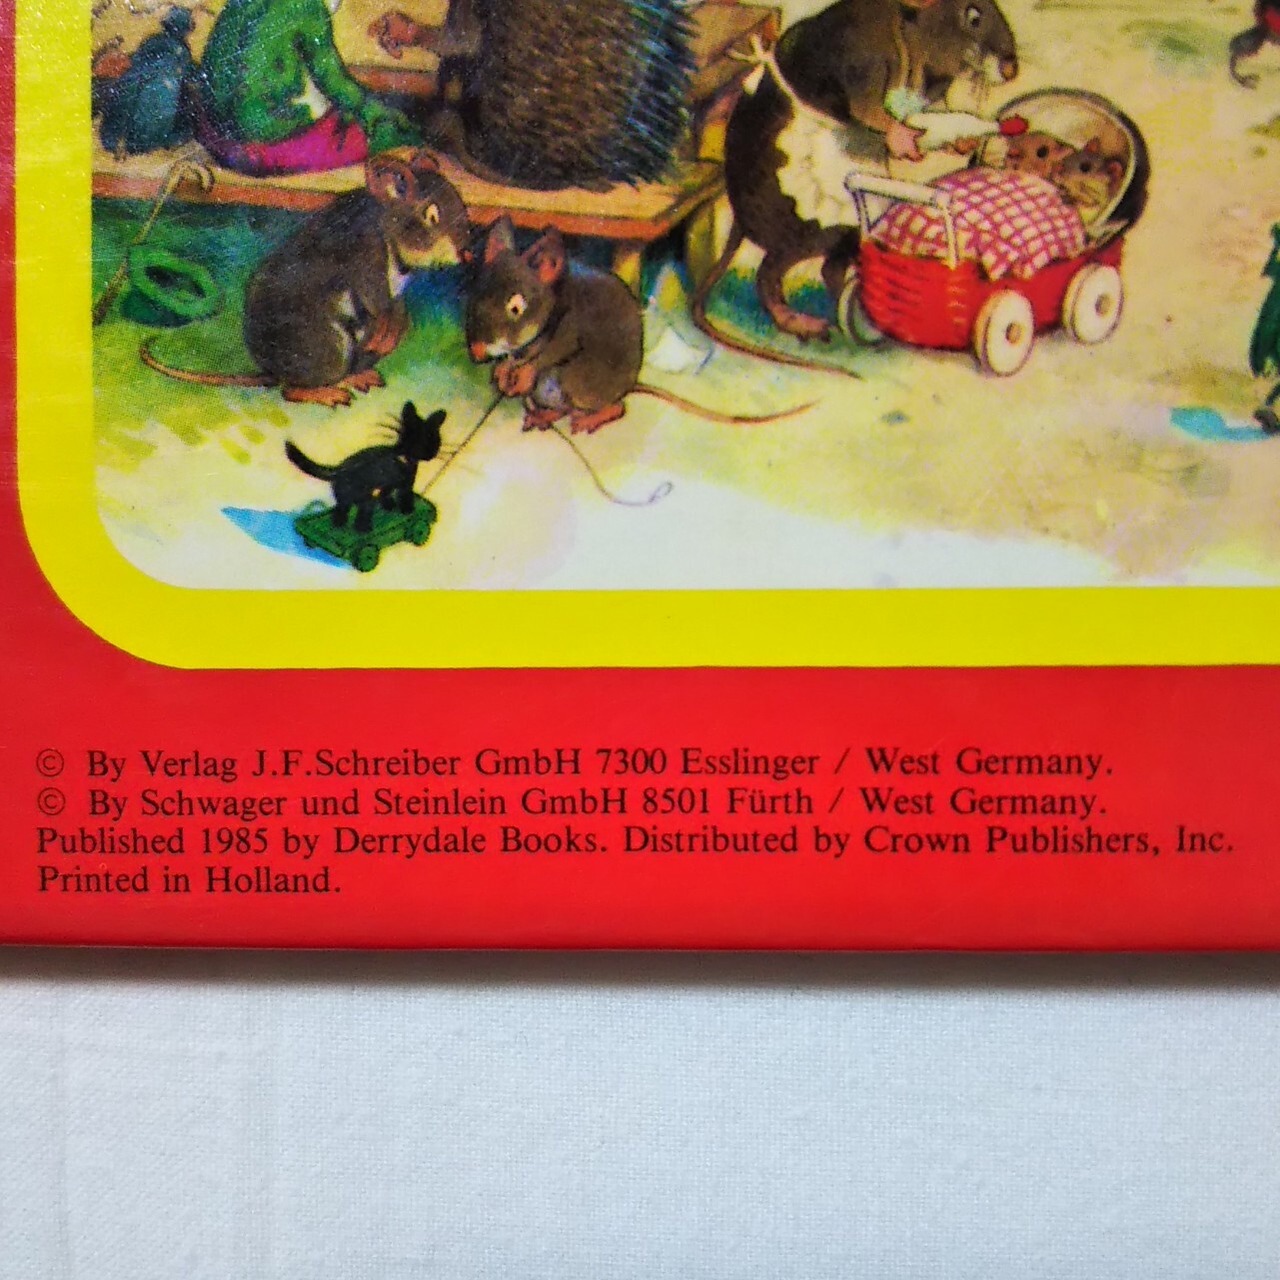 © By Verlag J.F.Schreiber GmbH 7300 Esslinger / West Germany.
© By Schwager und Steinlein GmbH 8501 Fürth / West Germany.
Published 1985 by Derrydale Books. Distributed by Crown Publishers, Inc.
Printed in Holland.